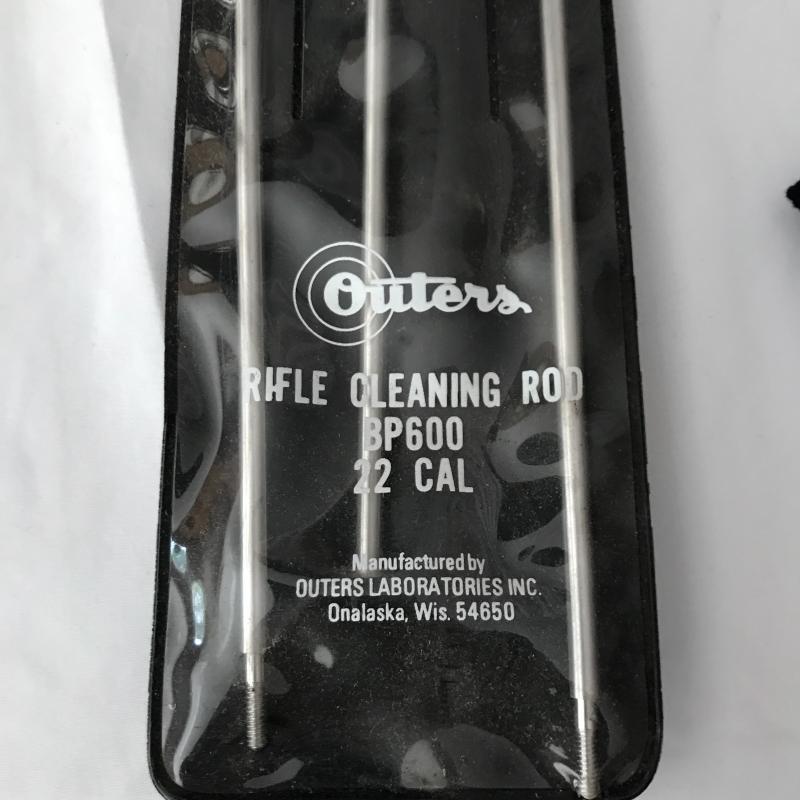 Outers
RIFLE CLEANING ROD
BP600
22 CAL
Manufactured by
OUTERS LABORATORIES INC.
Onalaska, Wis. 54650